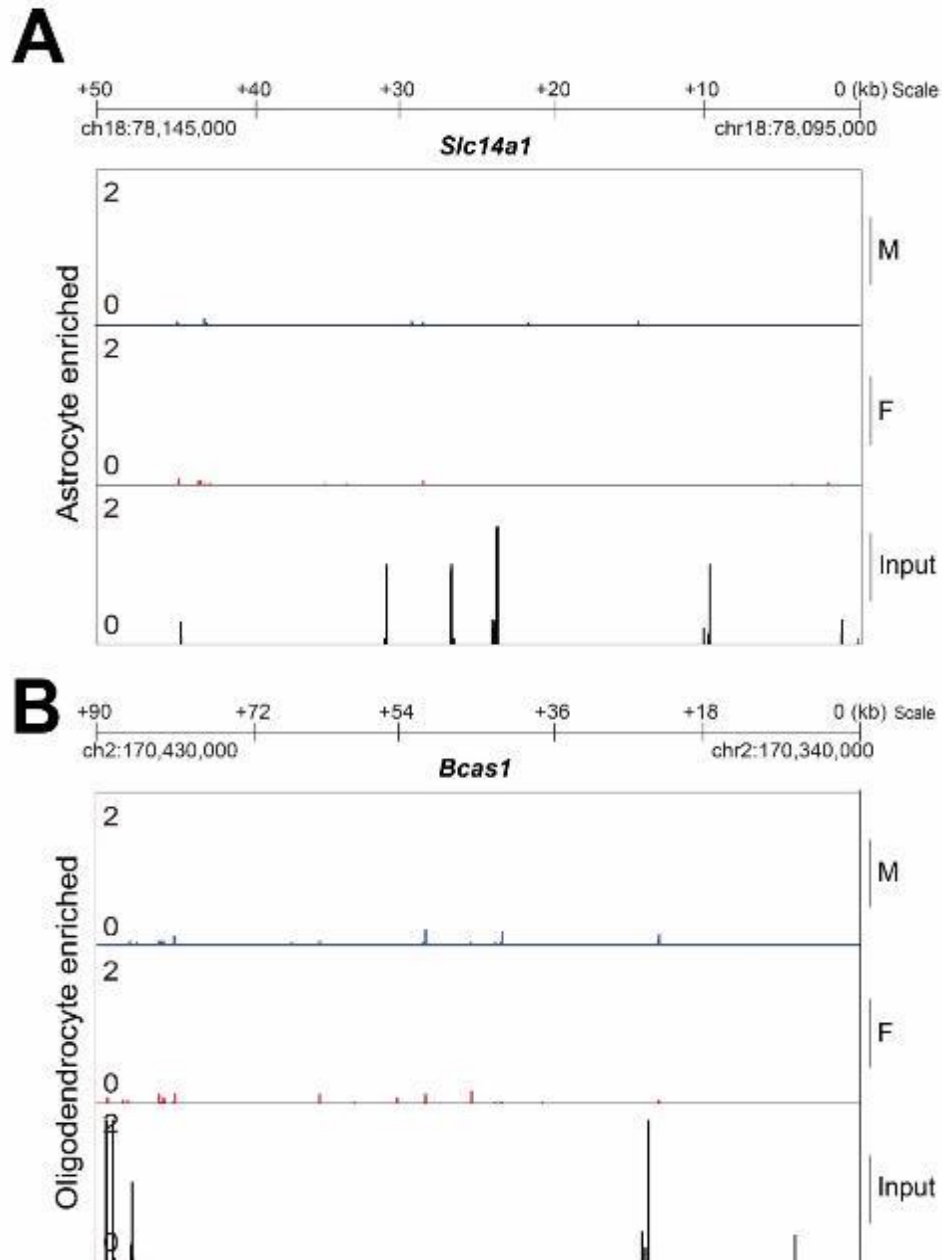 A
+50 +40 +30 +20 +10 0 (kb) Scale
ch18:78,145,000 chr18:78,095,000
Slc14a1
Astrocyte enriched
2
0
M
2
0
F
2
0
Input
B
+90 +72 +54 +36 +18 0 (kb) Scale
ch2:170,430,000 chr2:170,340,000
Bcas1
Oligodendrocyte enriched
2
0
M
2
0
F
2
0
Input